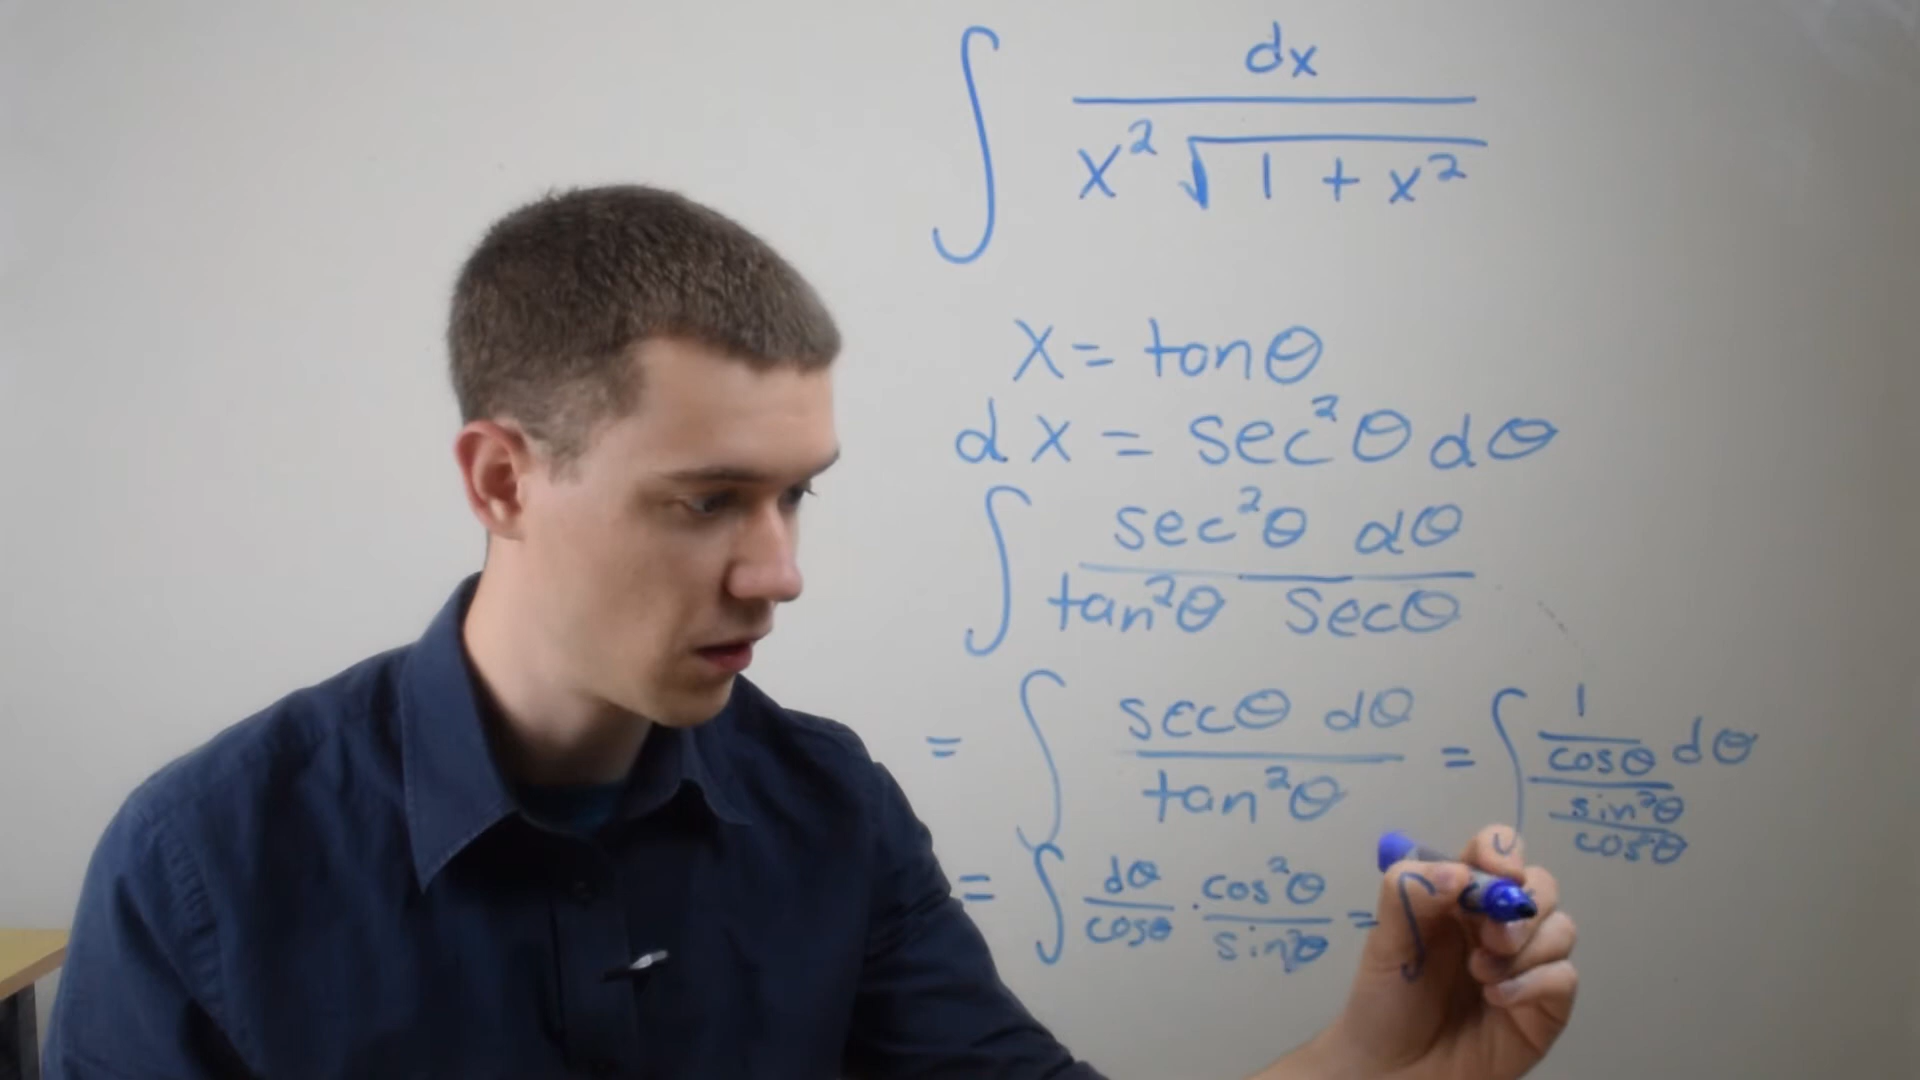 ∫ dx / (x² √(1 + x²))
x = tanθ
dx = sec²θ dθ
∫ sec²θ dθ / (tan²θ secθ)
= ∫ secθ dθ / tan²θ = ∫ (1/cosθ) dθ / (sin²θ/cos²θ)
= ∫ dθ/cosθ · cos²θ/sin²θ = ∫